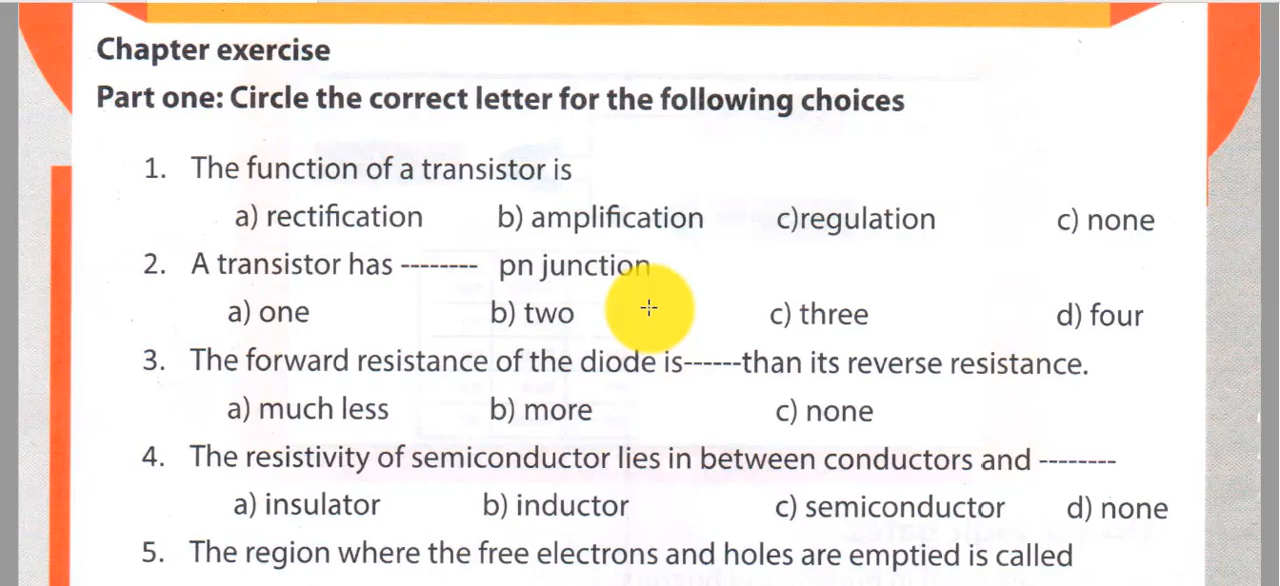 Chapter exercise
Part one: Circle the correct letter for the following choices
1. The function of a transistor is
a) rectification b) amplification c)regulation c) none
2. A transistor has -------- pn junction
a) one b) two c) three d) four
3. The forward resistance of the diode is------than its reverse resistance.
a) much less b) more c) none
4. The resistivity of semiconductor lies in between conductors and --------
a) insulator b) inductor c) semiconductor d) none
5. The region where the free electrons and holes are emptied is called